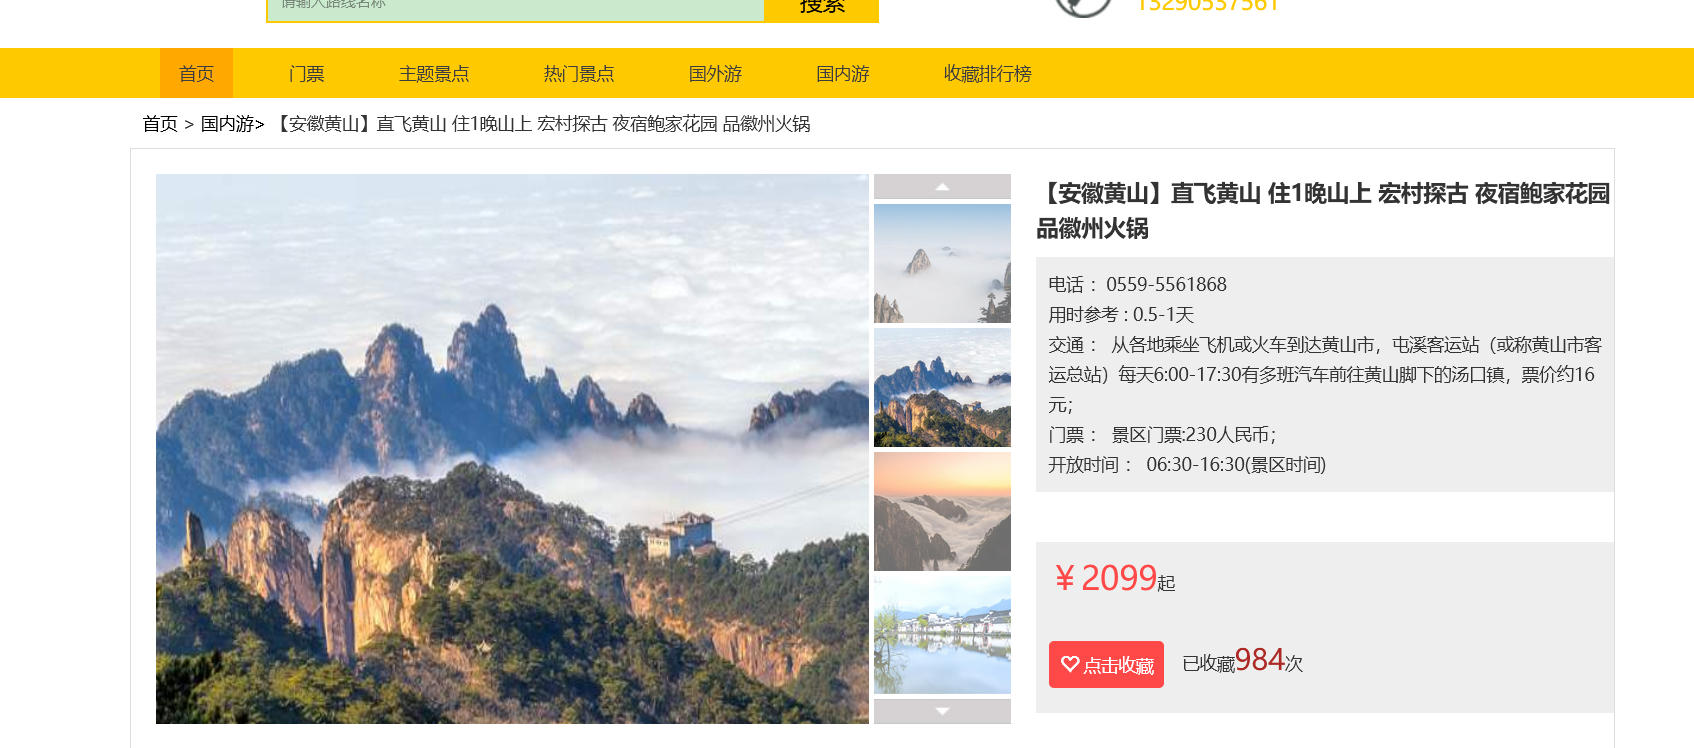 请输入路线名称
搜索
13290537561
首页
门票
主题景点
热门景点
国外游
国内游
收藏排行榜
首页 > 国内游> 【安徽黄山】直飞黄山 住1晚山上 宏村探古 夜宿鲍家花园 品徽州火锅
【安徽黄山】直飞黄山 住1晚山上 宏村探古 夜宿鲍家花园
品徽州火锅
电话 ： 0559-5561868
用时参考 : 0.5-1天
交通 ： 从各地乘坐飞机或火车到达黄山市，屯溪客运站（或称黄山市客
运总站）每天6:00-17:30有多班汽车前往黄山脚下的汤口镇，票价约16
元；
门票 ： 景区门票:230人民币；
开放时间 ： 06:30-16:30(景区时间)
￥2099起
点击收藏
已收藏984次